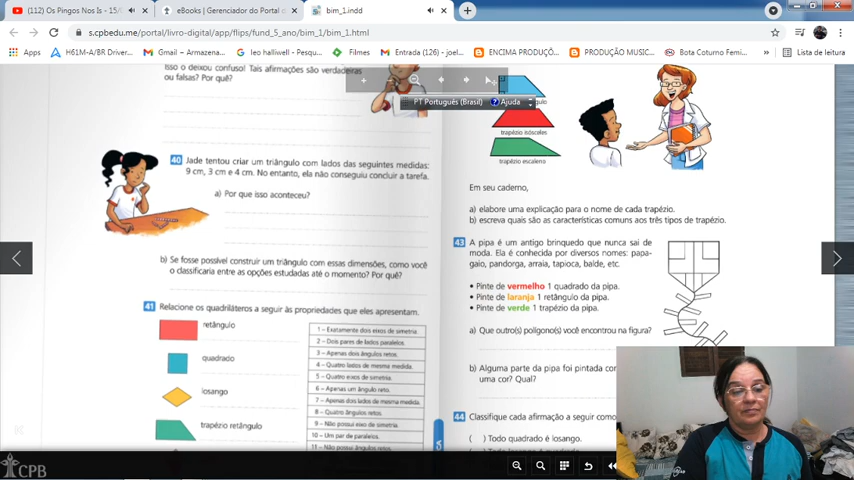 (112) Os Pingos Nos Is - 15/
eBooks | Gerenciador do Portal d
bim_1.indd
s.cpbedu.me/portal/livro-digital/app/flips/fund_5_ano/bim_1/bim_1.html
Apps
H61M-A/BR Driver...
Gmail – Armazena...
leo halliwell - Pesqu...
Filmes
Entrada (126) - joel...
ENCIMA PRODUÇÕ...
PRODUÇÃO MUSIC...
Bota Coturno Femi...
Lista de leitura
PT Português (Brasil)
Ajuda
isso o deixou confuso! Tais afirmações são verdadeiras
ou falsas? Por quê?
40 Jade tentou criar um triângulo com lados das seguintes medidas:
9 cm, 3 cm e 4 cm. No entanto, ela não conseguiu concluir a tarefa.
a) Por que isso aconteceu?
b) Se fosse possível construir um triângulo com essas dimensões, como você
o classificaria entre as opções estudadas até o momento? Por quê?
41 Relacione os quadriláteros a seguir às propriedades que eles apresentam.
retângulo
quadrado
losango
trapézio retângulo
1 – Exatamente dois eixos de simetria.
2 – Dois pares de lados paralelos.
3 – Apenas dois ângulos retos.
4 – Quatro lados de mesma medida.
5 – Quatro eixos de simetria.
6 – Apenas um ângulo reto.
7 – Apenas dois lados de mesma medida.
8 – Quatro ângulos retos.
9 – Não possui eixo de simetria.
10 – Um par de paralelos.
11 – Não possui ângulos retos.
trapézio isósceles
trapézio escaleno
Em seu caderno,
a) elabore uma explicação para o nome de cada trapézio.
b) escreva quais são as características comuns aos três tipos de trapézio.
43 A pipa é um antigo brinquedo que nunca sai de
moda. Ela é conhecida por diversos nomes: papa-
gaio, pandorga, arraia, tapioca, balde, etc.
• Pinte de vermelho 1 quadrado da pipa.
• Pinte de laranja 1 retângulo da pipa.
• Pinte de verde 1 trapézio da pipa.
a) Que outro(s) polígono(s) você encontrou na figura?
b) Alguma parte da pipa foi pintada co
uma cor? Qual?
44 Classifique cada afirmação a seguir como
( ) Todo quadrado é losango.
CPB